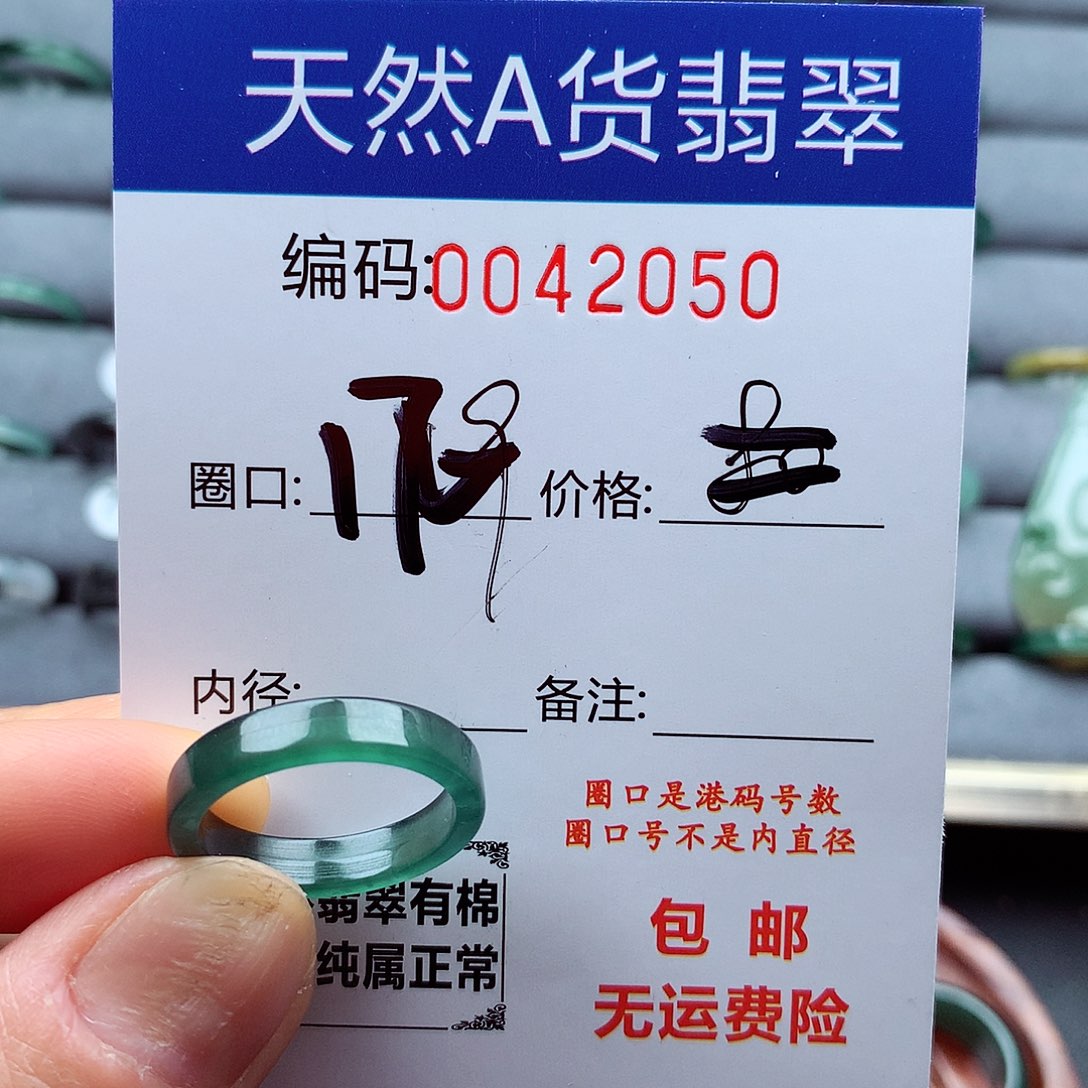 天然A货翡翠
编码:0042050
圈口: 价格:
内径: 备注:
圈口是港码号数
圈口号不是内直径
翡翠有棉
纯属正常
包 邮
无运费险